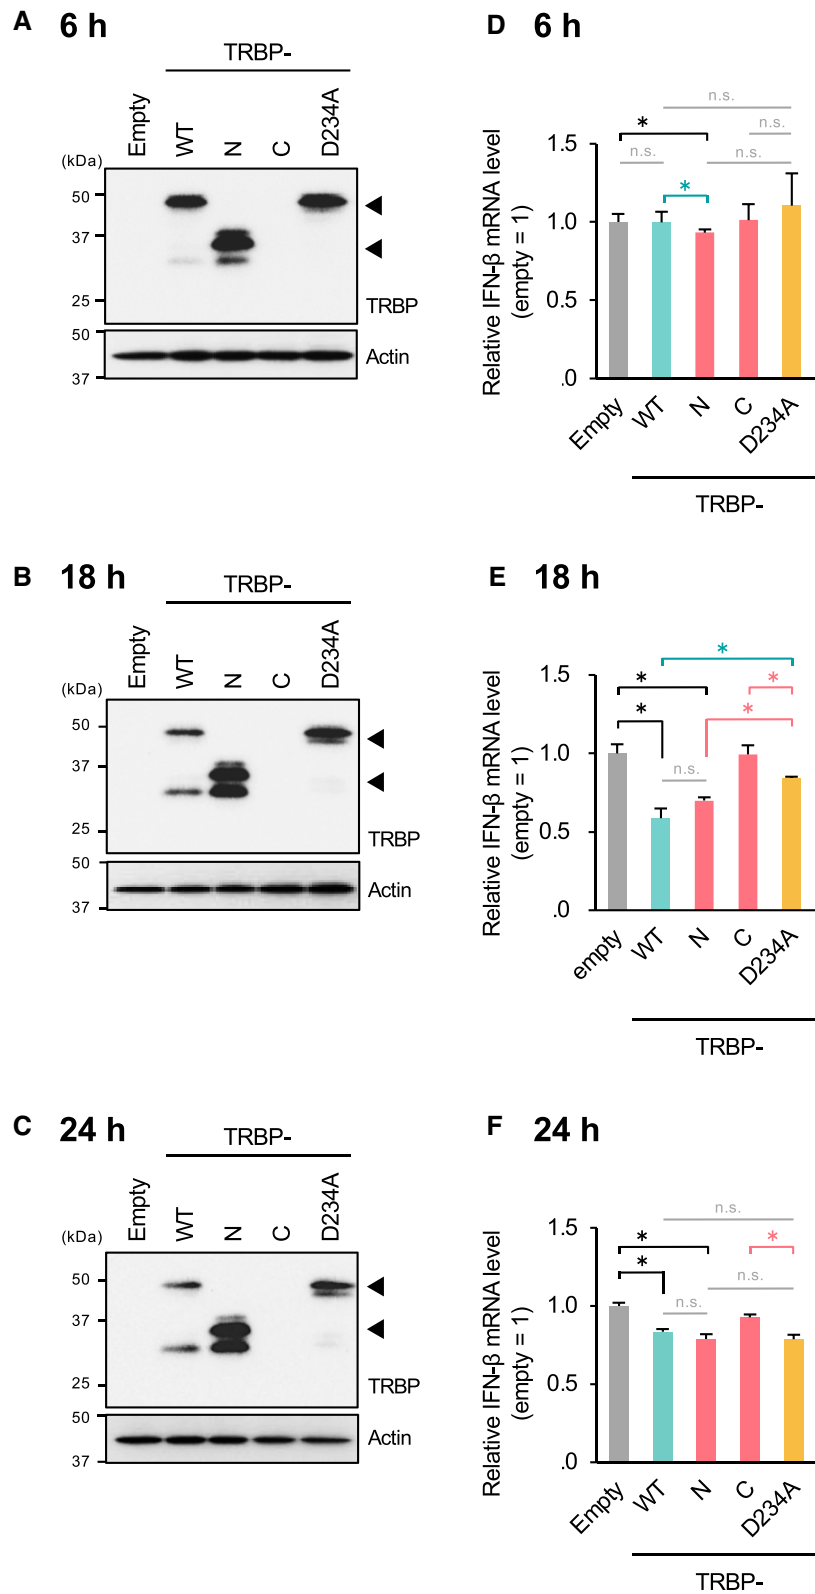 A 6 h
TRBP-
Empty
WT
N
C
D234A
(kDa)
50
37
25
TRBP
50
37
Actin
D 6 h
Relative IFN-β mRNA level
(empty = 1)
n.s.
* n.s.
n.s. n.s.
*
1.5
1.0
0.5
.0
Empty
WT
N
C
D234A
TRBP-
B 18 h
TRBP-
Empty
WT
N
C
D234A
(kDa)
50
37
25
TRBP
50
37
Actin
E 18 h
Relative IFN-β mRNA level
(empty = 1)
*
* *
* *
n.s.
1.5
1.0
0.5
.0
empty
WT
N
C
D234A
TRBP-
C 24 h
TRBP-
Empty
WT
N
C
D234A
(kDa)
50
37
25
TRBP
50
37
Actin
F 24 h
Relative IFN-β mRNA level
(empty = 1)
n.s.
* *
* n.s.
n.s.
1.5
1.0
0.5
.0
Empty
WT
N
C
D234A
TRBP-